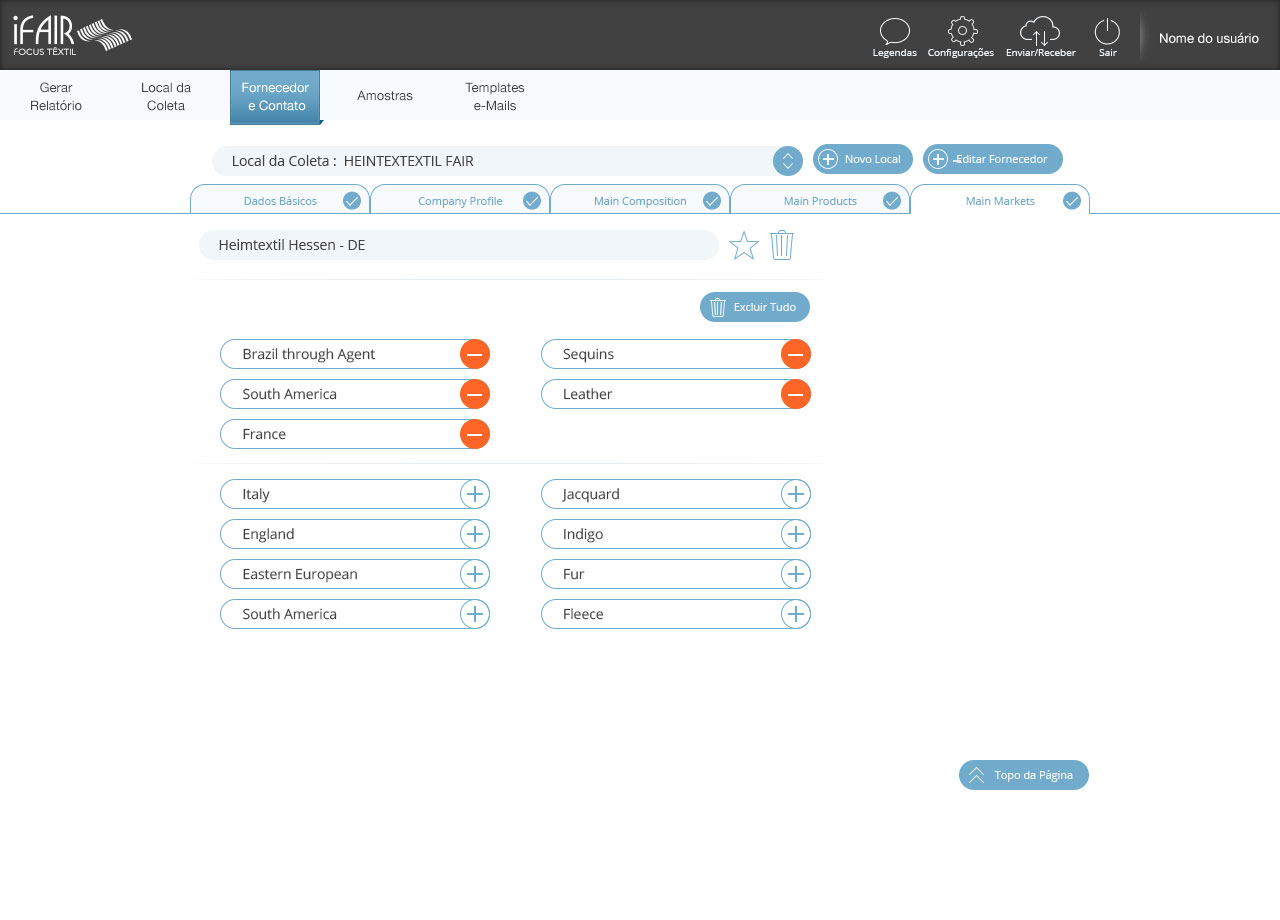 iFAIR
FOCUS TÊXTIL
Legendas
Configurações
Enviar/Receber
Sair
Nome do usuário
Gerar
Relatório
Local da
Coleta
Fornecedor
e Contato
Amostras
Templates
e-Mails
Local da Coleta : HEINTEXTEXTIL FAIR
Novo Local
Editar Fornecedor
Dados Básicos
Company Profile
Main Composition
Main Products
Main Markets
Heimtextil Hessen - DE
Excluir Tudo
Brazil through Agent
Sequins
South America
Leather
France
Italy
Jacquard
England
Indigo
Eastern European
Fur
South America
Fleece
Topo da Página